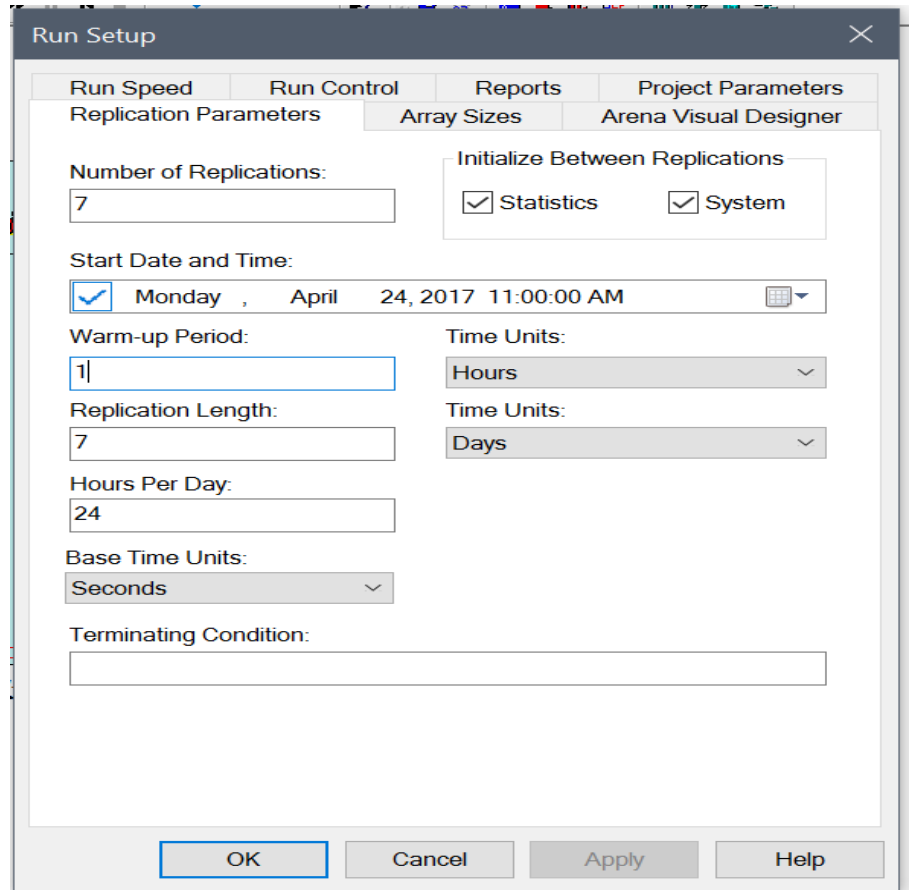 Run Setup
Run Speed Run Control Reports Project Parameters
Replication Parameters Array Sizes Arena Visual Designer
Number of Replications:
7
Initialize Between Replications
Statistics System
Start Date and Time:
Monday , April 24, 2017 11:00:00 AM
Warm-up Period: Time Units:
1 Hours
Replication Length: Time Units:
7 Days
Hours Per Day:
24
Base Time Units:
Seconds
Terminating Condition:
OK Cancel Apply Help